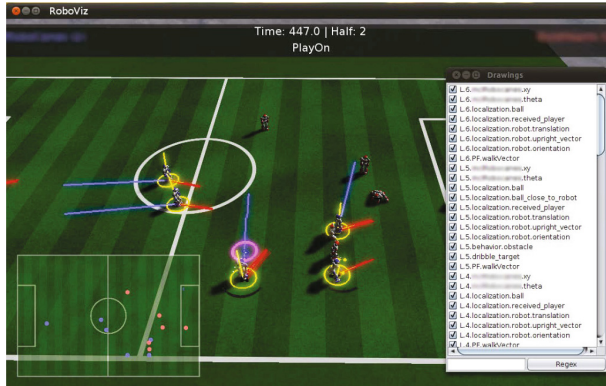 RoboViz
Time: 447.0 | Half: 2
PlayOn
Drawings
L.6. .xy
L.6. .theta
L.6.localization.ball
L.6.localization.received_player
L.6.localization.robot.translation
L.6.localization.robot.upright_vector
L.6.localization.robot.orientation
L.6.PF.walkVector
L.5. .xy
L.5. .theta
L.5.localization.ball
L.5.localization.ball_close_to_robot
L.5.localization.received_player
L.5.localization.robot.translation
L.5.localization.robot.upright_vector
L.5.localization.robot.orientation
L.5.behavior.obstacle
L.5.dribble_target
L.5.PF.walkVector
L.4. .xy
L.4. .theta
L.4.localization.ball
L.4.localization.received_player
L.4.localization.robot.translation
L.4.localization.robot.upright_vector
L.4.localization.robot.orientation
L.4.PF.walkVector
Regex